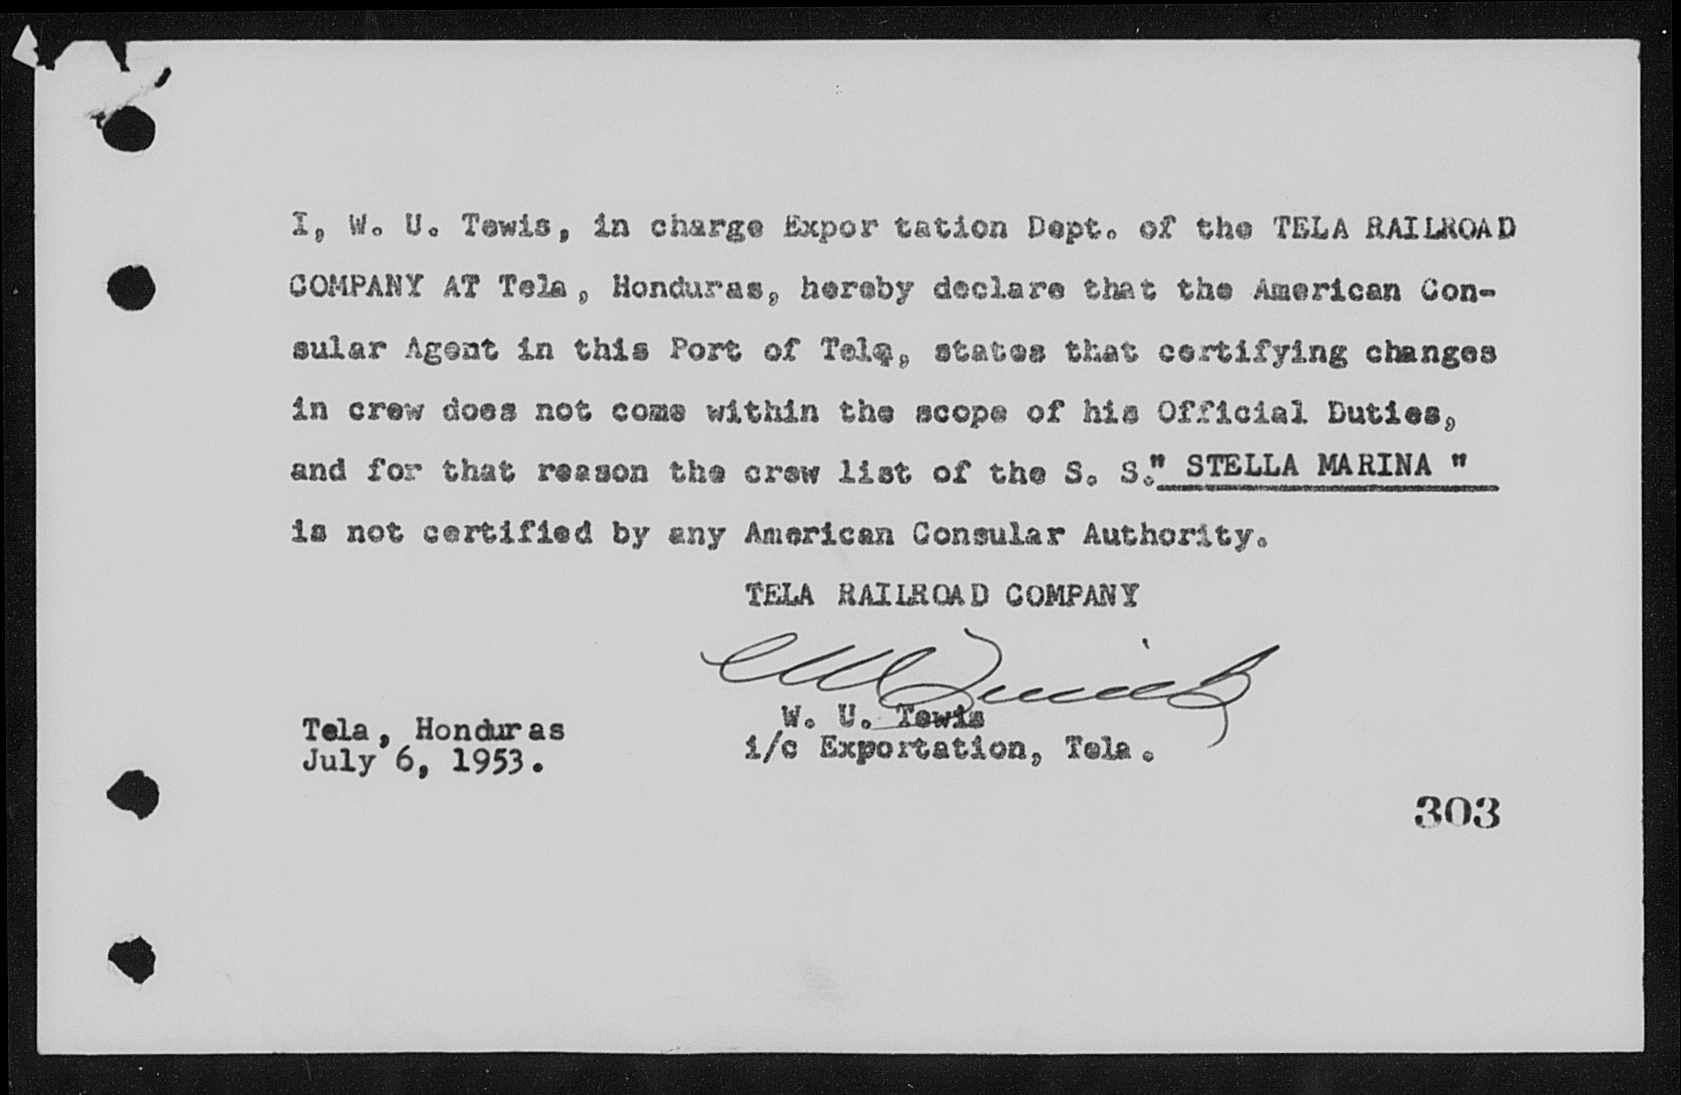 I, W. U. Tewis, in charge Expor tation Dept. of the TELA RAILROAD
COMPANY AT Tela, Honduras, hereby declare that the American Con-
sular Agent in this Port of Tela, states that certifying changes
in crew does not come within the scope of his Official Duties,
and for that reason the crew list of the S. S." STELLA MARINA "
is not certified by any American Consular Authority.
TELA RAILROAD COMPANY
W. U. Tewis
i/c Exportation, Tela.
Tela, Honduras
July 6, 1953.
303